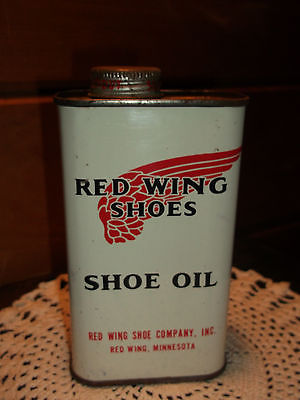 RED WING
SHOES
SHOE OIL
RED WING SHOE COMPANY, INC.
RED WING, MINNESOTA